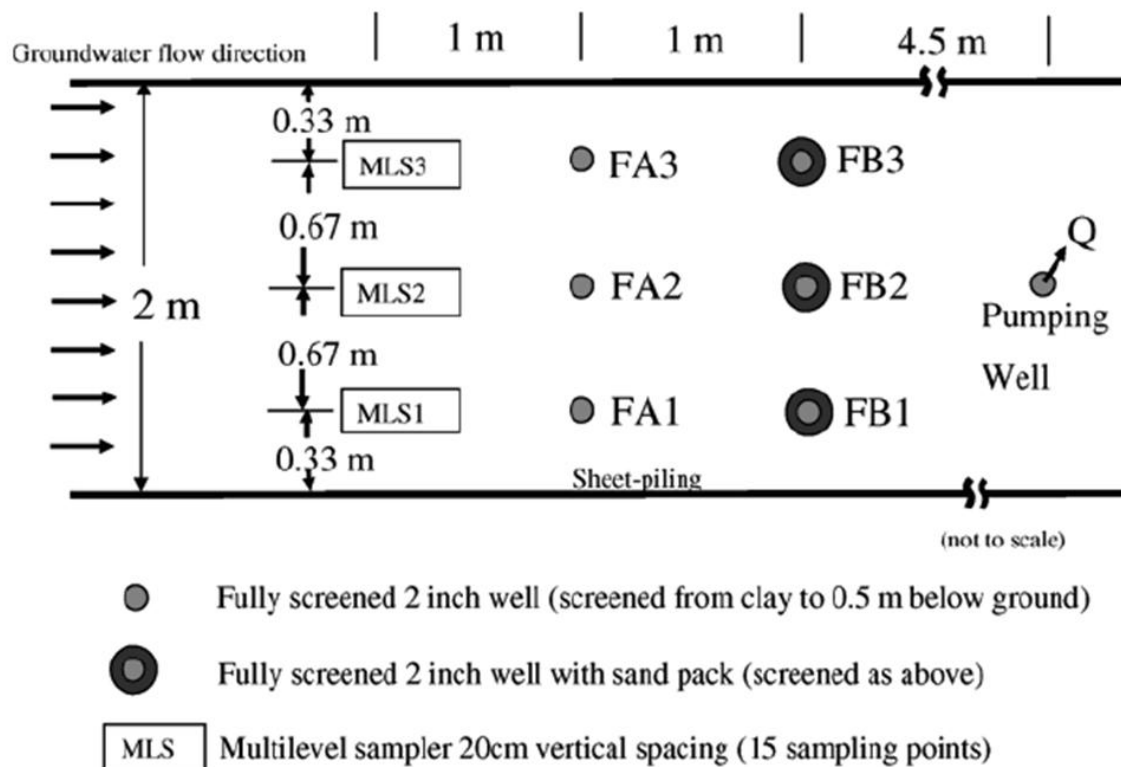 1 m
1 m
4.5 m
Groundwater flow direction
0.33 m
MLS3
FA3
FB3
0.67 m
Q
2 m
MLS2
FA2
FB2
Pumping
Well
0.67 m
MLS1
FA1
FB1
0.33 m
Sheet-piling
(not to scale)
Fully screened 2 inch well (screened from clay to 0.5 m below ground)
Fully screened 2 inch well with sand pack (screened as above)
MLS Multilevel sampler 20cm vertical spacing (15 sampling points)